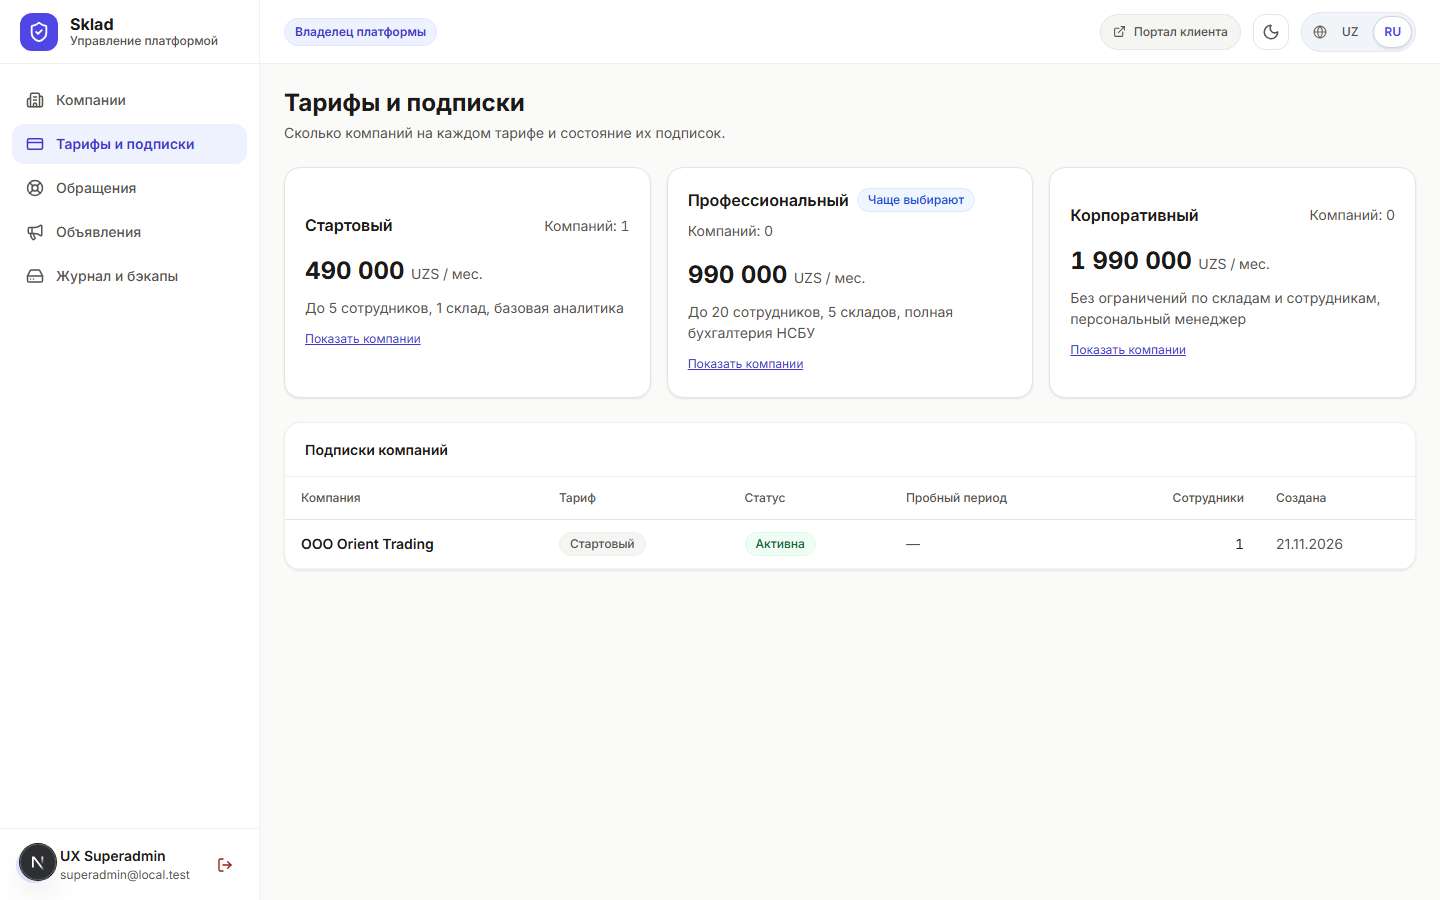 Sklad
Управление платформой
Владелец платформы
Портал клиента
UZ
RU
Компании
Тарифы и подписки
Обращения
Объявления
Журнал и бэкапы
Тарифы и подписки
Сколько компаний на каждом тарифе и состояние их подписок.
Стартовый
Компаний: 1
490 000 UZS / мес.
До 5 сотрудников, 1 склад, базовая аналитика
Показать компании
Профессиональный
Чаще выбирают
Компаний: 0
990 000 UZS / мес.
До 20 сотрудников, 5 складов, полная
бухгалтерия НСБУ
Показать компании
Корпоративный
Компаний: 0
1 990 000 UZS / мес.
Без ограничений по складам и сотрудникам,
персональный менеджер
Показать компании
Подписки компаний
Компания Тариф Статус Пробный период Сотрудники Создана
ООО Orient Trading Стартовый Активна — 1 21.11.2026
N
UX Superadmin
superadmin@local.test